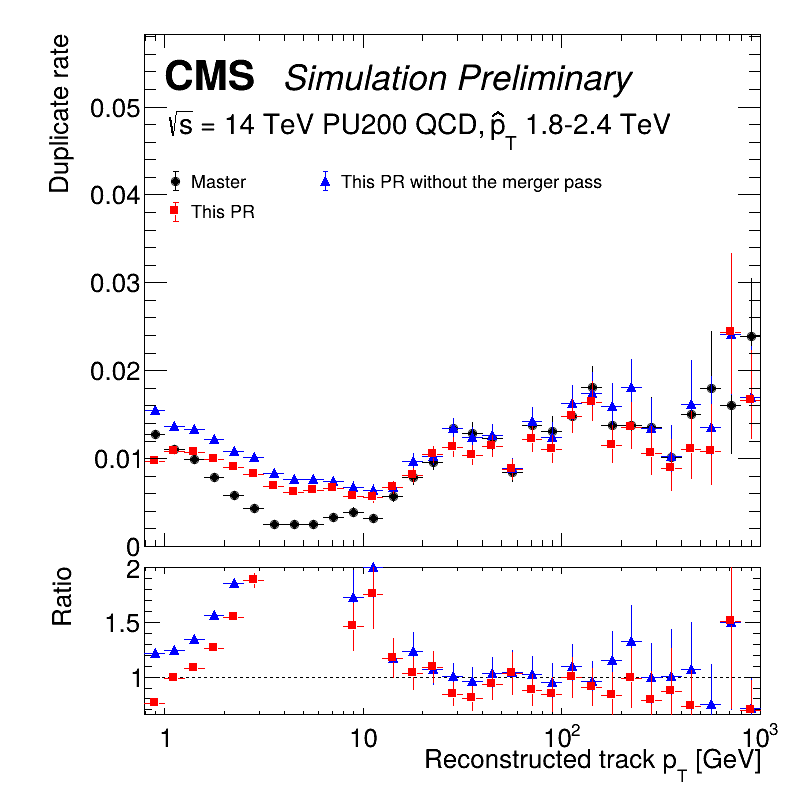 CMS Simulation Preliminary
√s = 14 TeV PU200 QCD, p̂T 1.8-2.4 TeV
Master
This PR without the merger pass
This PR
Duplicate rate
0.05
0.04
0.03
0.02
0.01
0
Ratio
2
1.5
1
1
10
10²
10³
Reconstructed track pT [GeV]